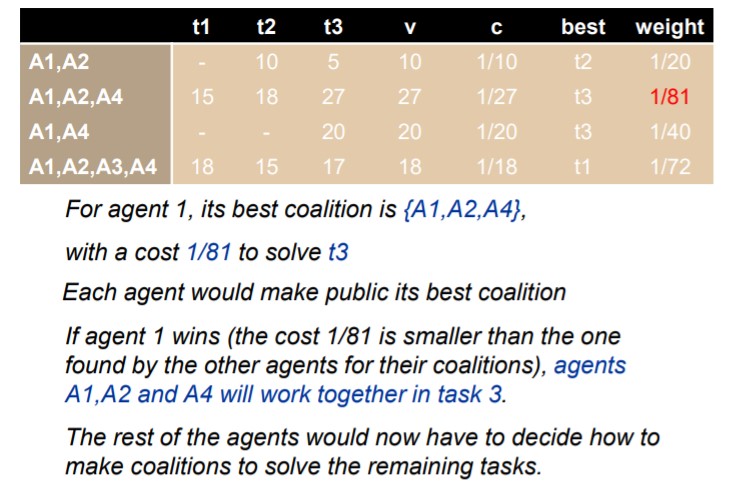 t1 t2 t3 v c best weight
A1,A2 - 10 5 10 1/10 t2 1/20
A1,A2,A4 15 18 27 27 1/27 t3 1/81
A1,A4 - - 20 20 1/20 t3 1/40
A1,A2,A3,A4 18 15 17 18 1/18 t1 1/72
For agent 1, its best coalition is {A1,A2,A4},
with a cost 1/81 to solve t3
Each agent would make public its best coalition
If agent 1 wins (the cost 1/81 is smaller than the one
found by the other agents for their coalitions), agents
A1,A2 and A4 will work together in task 3.
The rest of the agents would now have to decide how to
make coalitions to solve the remaining tasks.